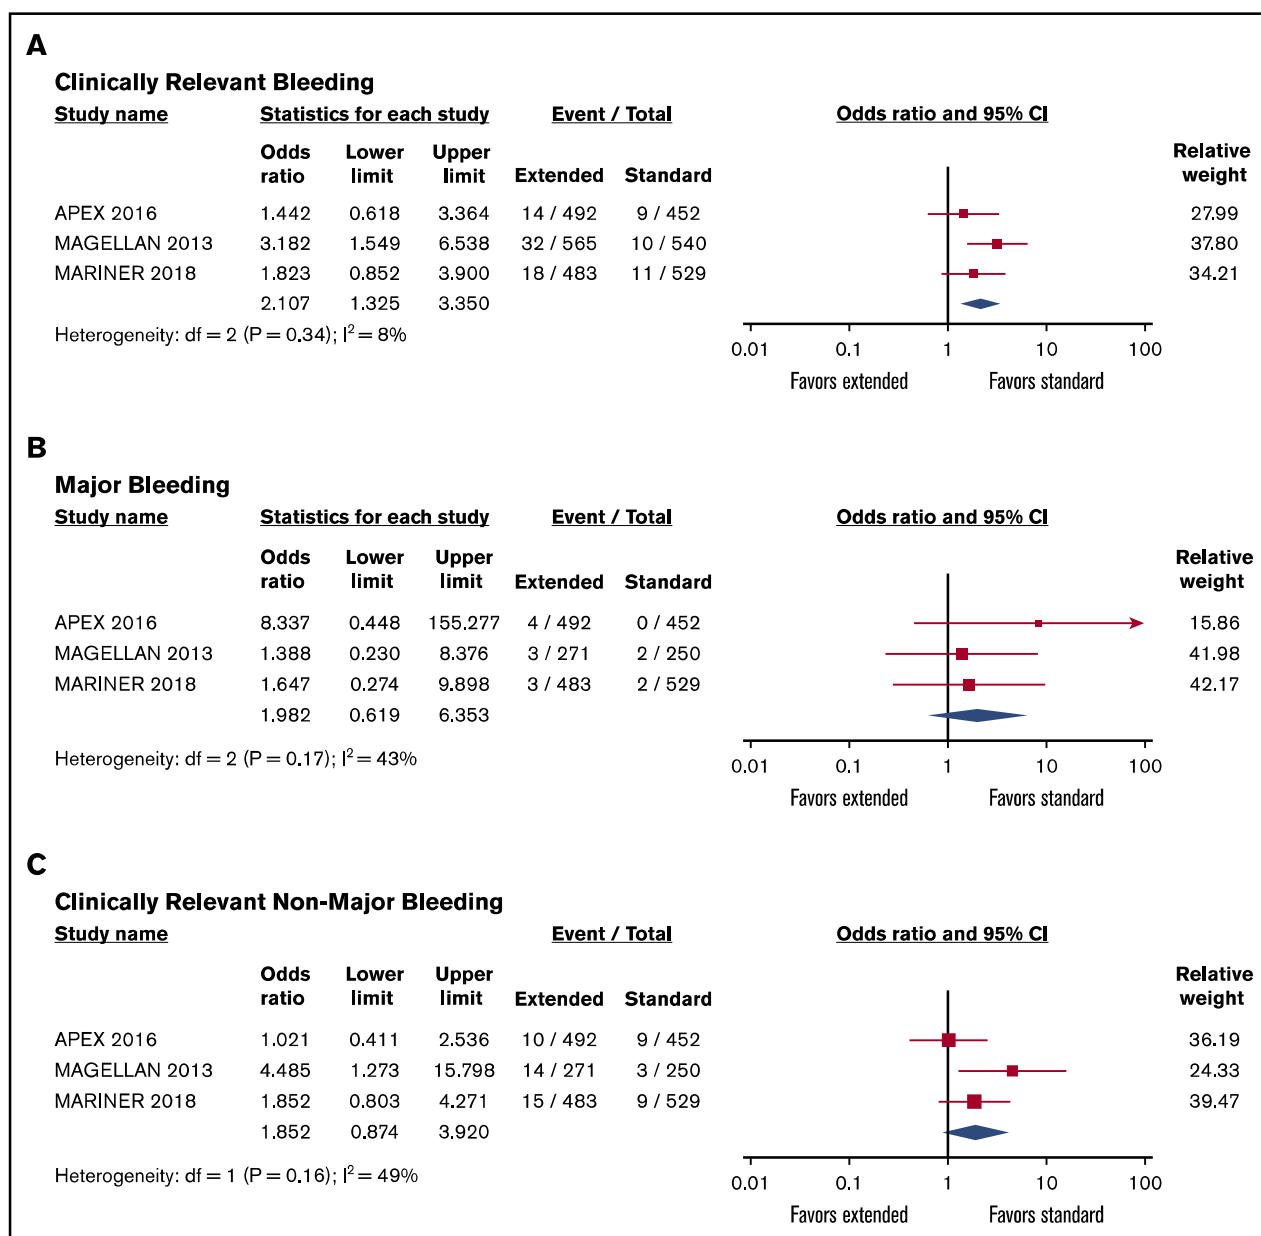 A
Clinically Relevant Bleeding
Study name Statistics for each study Event / Total Odds ratio and 95% CI
Odds ratio Lower limit Upper limit Extended Standard Relative weight
APEX 2016 1.442 0.618 3.364 14 / 492 9 / 452 27.99
MAGELLAN 2013 3.182 1.549 6.538 32 / 565 10 / 540 37.80
MARINER 2018 1.823 0.852 3.900 18 / 483 11 / 529 34.21
2.107 1.325 3.350
Heterogeneity: df = 2 (P = 0.34); I² = 8%
0.01 0.1 1 10 100
Favors extended Favors standard
B
Major Bleeding
Study name Statistics for each study Event / Total Odds ratio and 95% CI
Odds ratio Lower limit Upper limit Extended Standard Relative weight
APEX 2016 8.337 0.448 155.277 4 / 492 0 / 452 15.86
MAGELLAN 2013 1.388 0.230 8.376 3 / 271 2 / 250 41.98
MARINER 2018 1.647 0.274 9.898 3 / 483 2 / 529 42.17
1.982 0.619 6.353
Heterogeneity: df = 2 (P = 0.17); I² = 43%
0.01 0.1 1 10 100
Favors extended Favors standard
C
Clinically Relevant Non-Major Bleeding
Study name Event / Total Odds ratio and 95% CI
Odds ratio Lower limit Upper limit Extended Standard Relative weight
APEX 2016 1.021 0.411 2.536 10 / 492 9 / 452 36.19
MAGELLAN 2013 4.485 1.273 15.798 14 / 271 3 / 250 24.33
MARINER 2018 1.852 0.803 4.271 15 / 483 9 / 529 39.47
1.852 0.874 3.920
Heterogeneity: df = 1 (P = 0.16); I² = 49%
0.01 0.1 1 10 100
Favors extended Favors standard